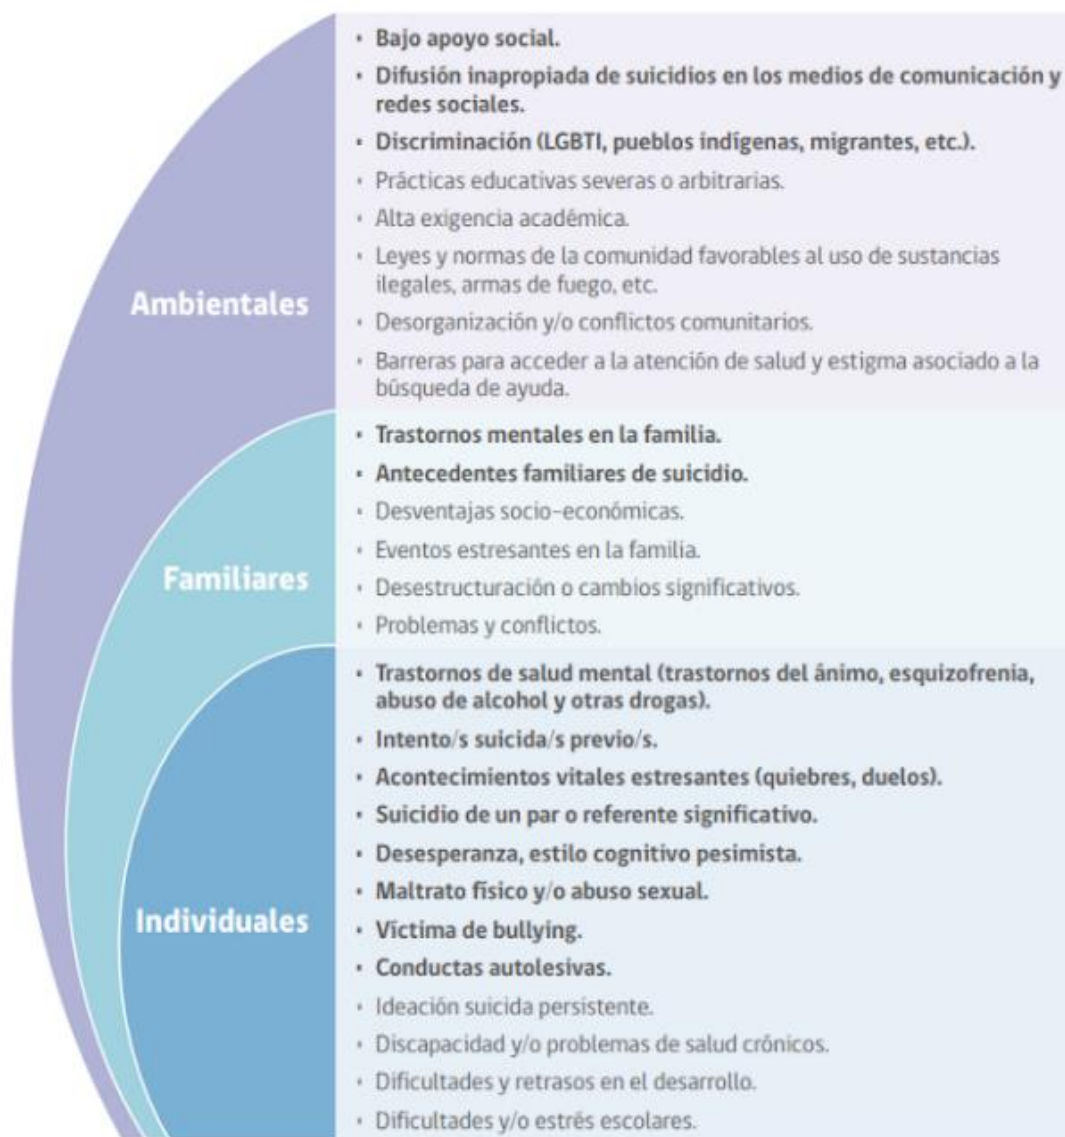 Ambientales
· Bajo apoyo social.
· Difusión inapropiada de suicidios en los medios de comunicación y
redes sociales.
· Discriminación (LGBTI, pueblos indígenas, migrantes, etc.).
· Prácticas educativas severas o arbitrarias.
· Alta exigencia académica.
· Leyes y normas de la comunidad favorables al uso de sustancias
ilegales, armas de fuego, etc.
· Desorganización y/o conflictos comunitarios.
· Barreras para acceder a la atención de salud y estigma asociado a la
búsqueda de ayuda.
Familiares
· Trastornos mentales en la familia.
· Antecedentes familiares de suicidio.
· Desventajas socio-económicas.
· Eventos estresantes en la familia.
· Desestructuración o cambios significativos.
· Problemas y conflictos.
Individuales
· Trastornos de salud mental (trastornos del ánimo, esquizofrenia,
abuso de alcohol y otras drogas).
· Intento/s suicida/s previo/s.
· Acontecimientos vitales estresantes (quiebres, duelos).
· Suicidio de un par o referente significativo.
· Desesperanza, estilo cognitivo pesimista.
· Maltrato físico y/o abuso sexual.
· Víctima de bullying.
· Conductas autolesivas.
· Ideación suicida persistente.
· Discapacidad y/o problemas de salud crónicos.
· Dificultades y retrasos en el desarrollo.
· Dificultades y/o estrés escolares.